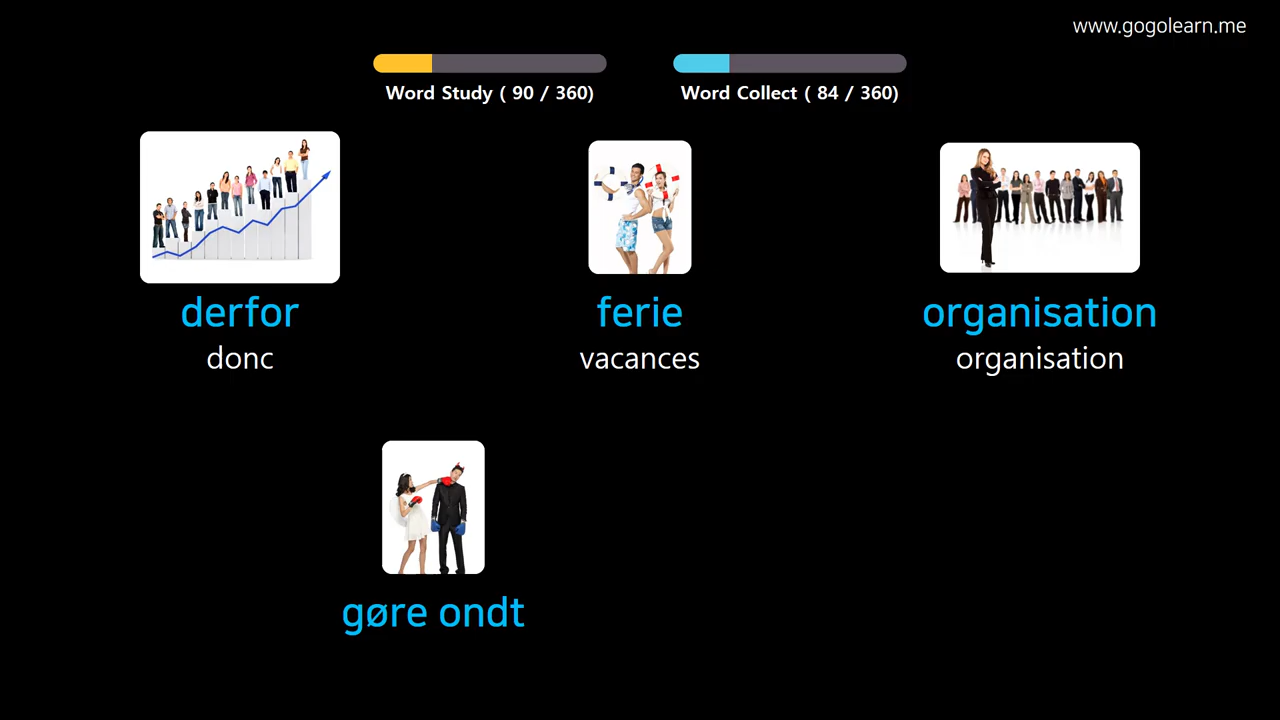 www.gogolearn.me
Word Study ( 90 / 360)
Word Collect ( 84 / 360)
derfor
donc
ferie
vacances
organisation
organisation
gøre ondt